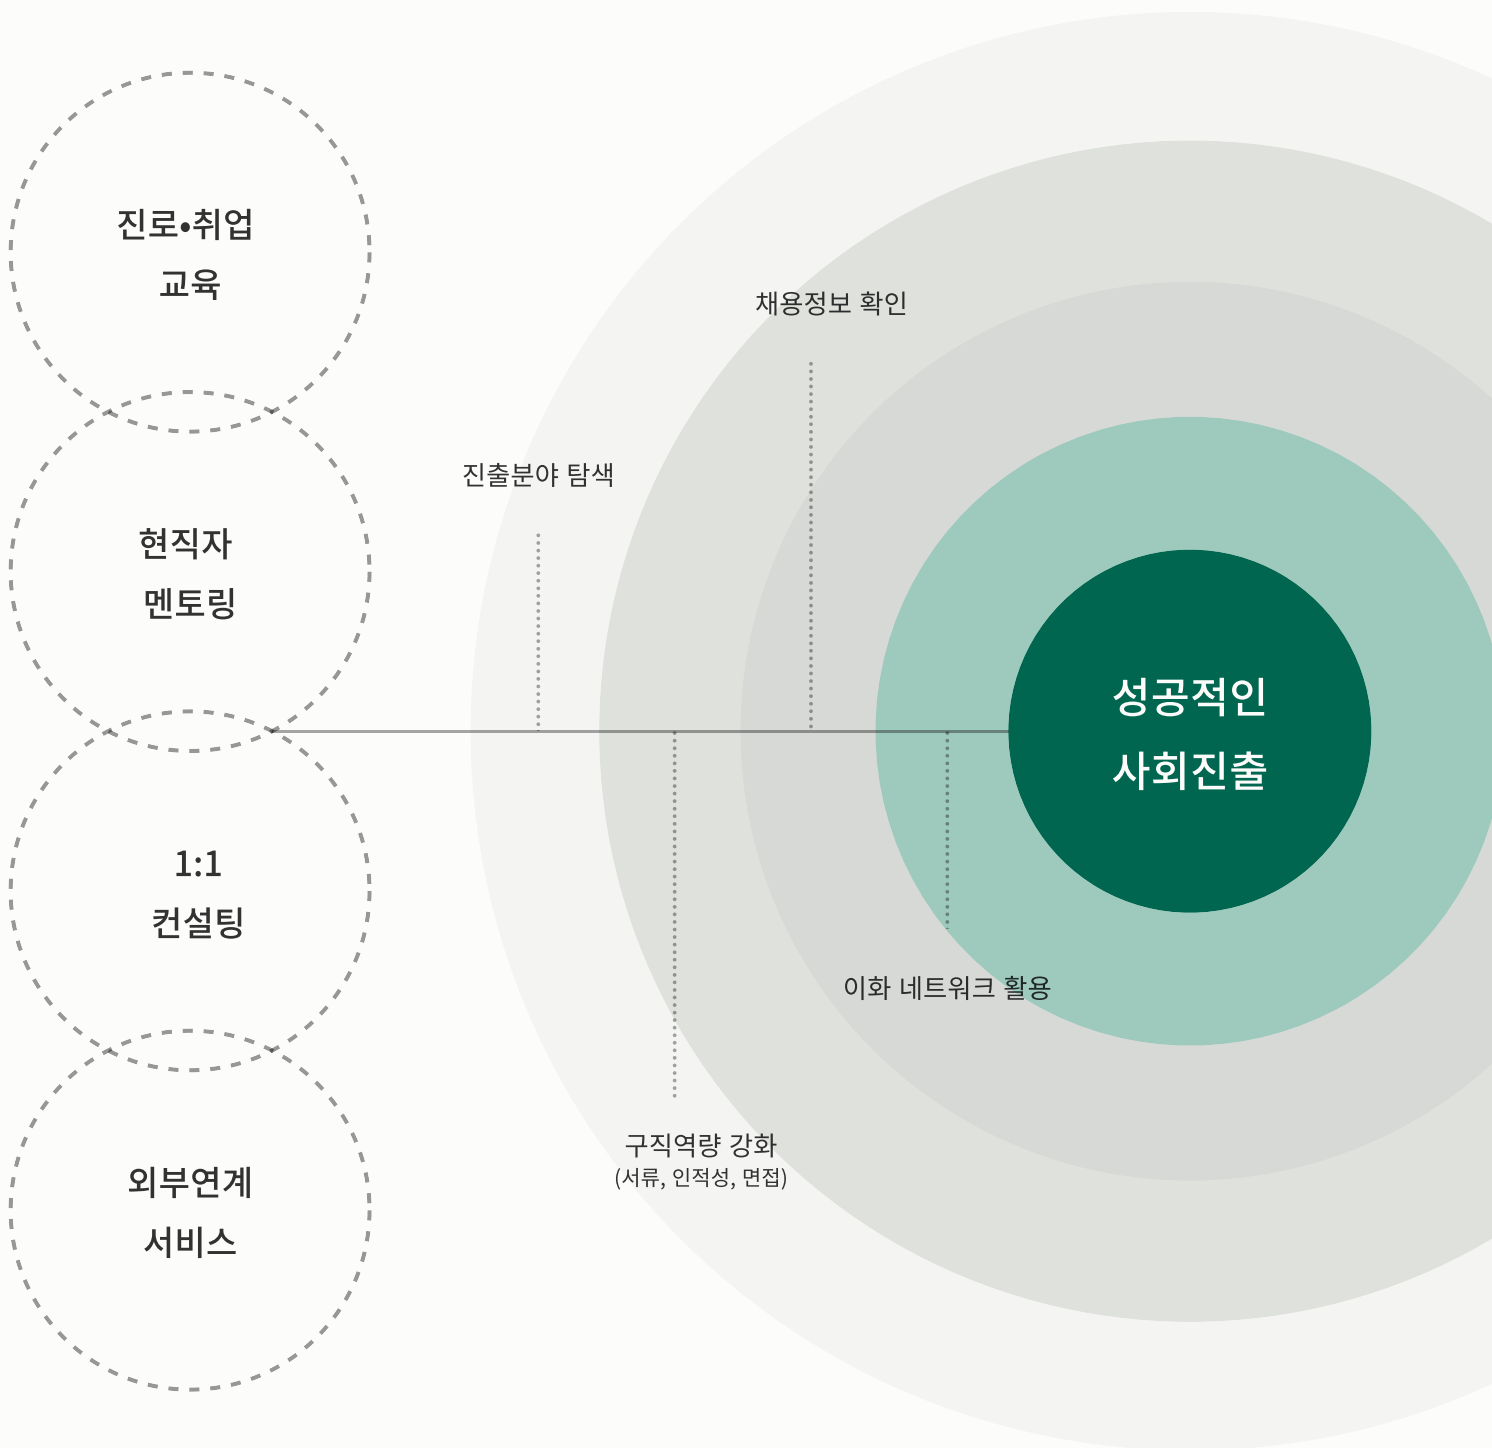 진로•취업
교육
현직자
멘토링
1:1
컨설팅
외부연계
서비스
진출분야 탐색
구직역량 강화
(서류, 인적성, 면접)
채용정보 확인
이화 네트워크 활용
성공적인
사회진출